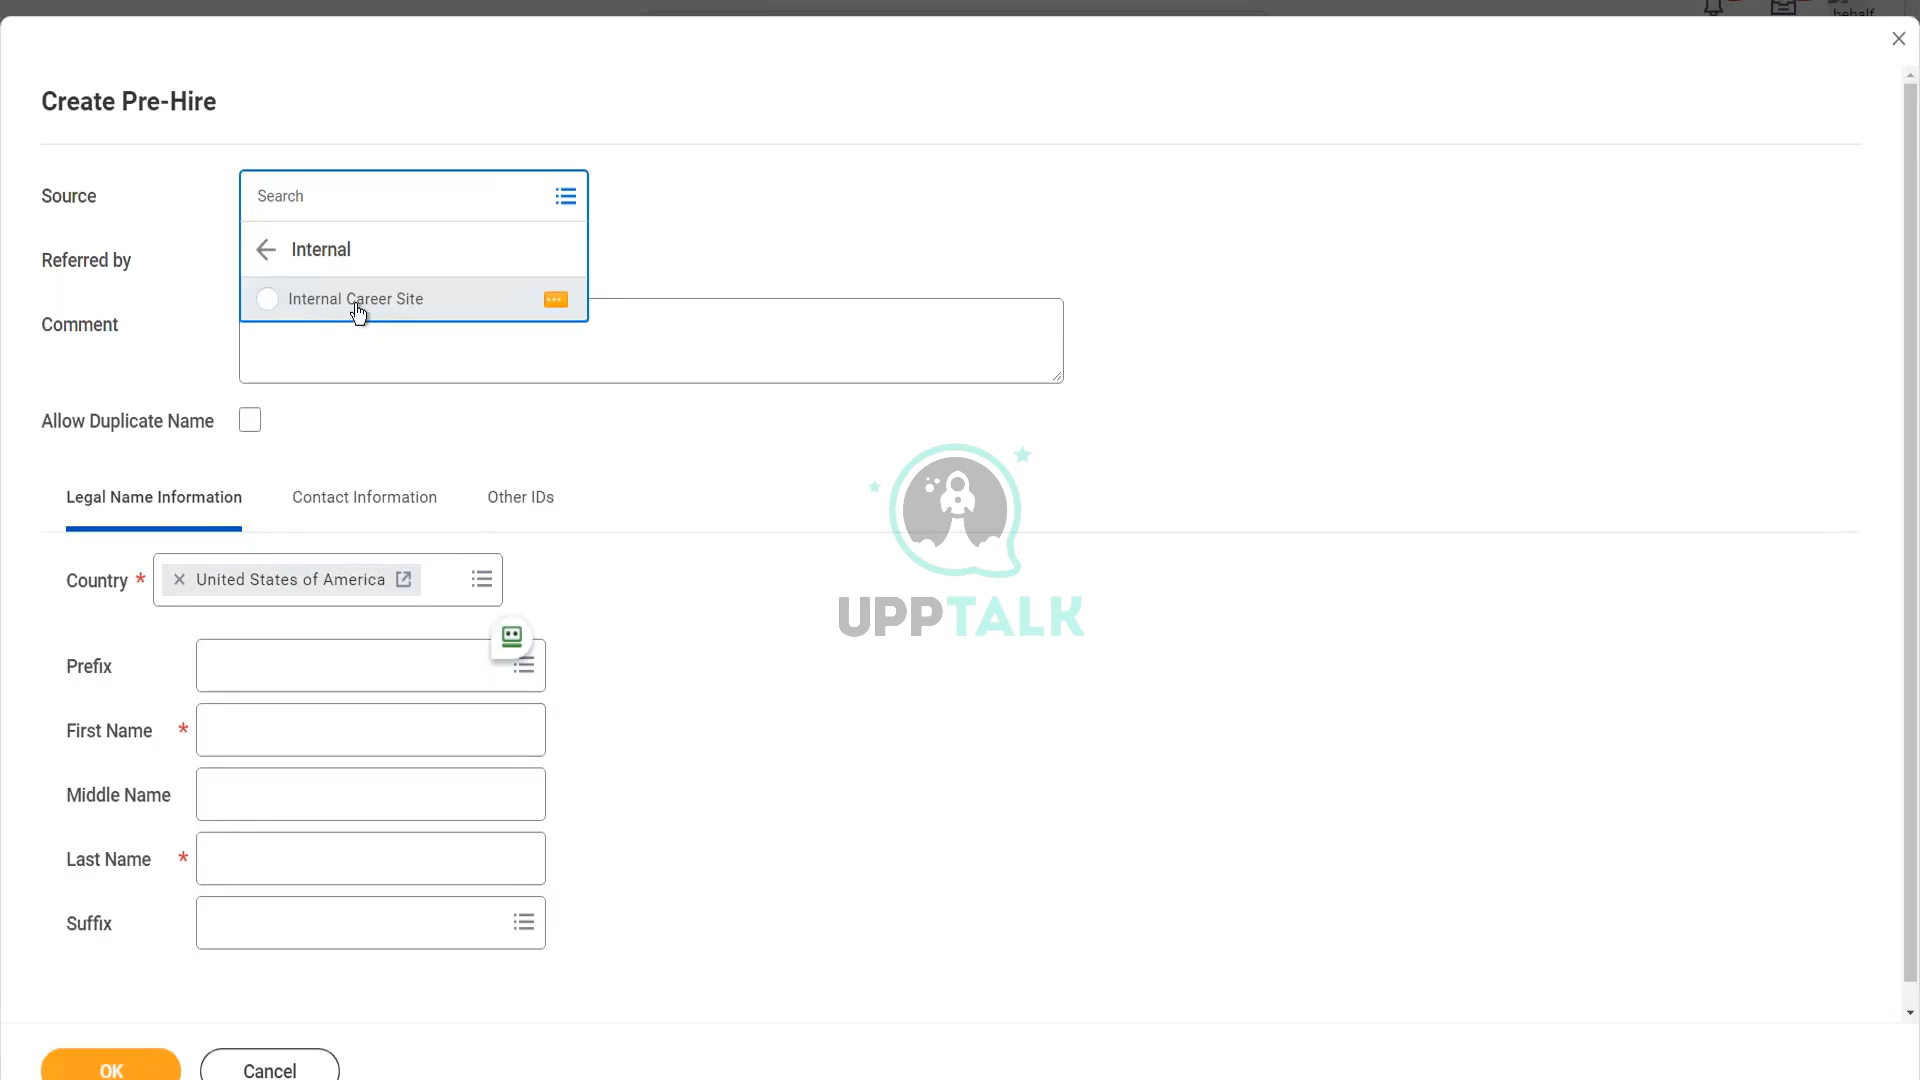 behalf
Create Pre-Hire
Source
Search
Internal
Referred by
Internal Career Site
Comment
Allow Duplicate Name
Legal Name Information
Contact Information
Other IDs
Country *
United States of America
UPPTALK
Prefix
First Name *
Middle Name
Last Name *
Suffix
OK
Cancel